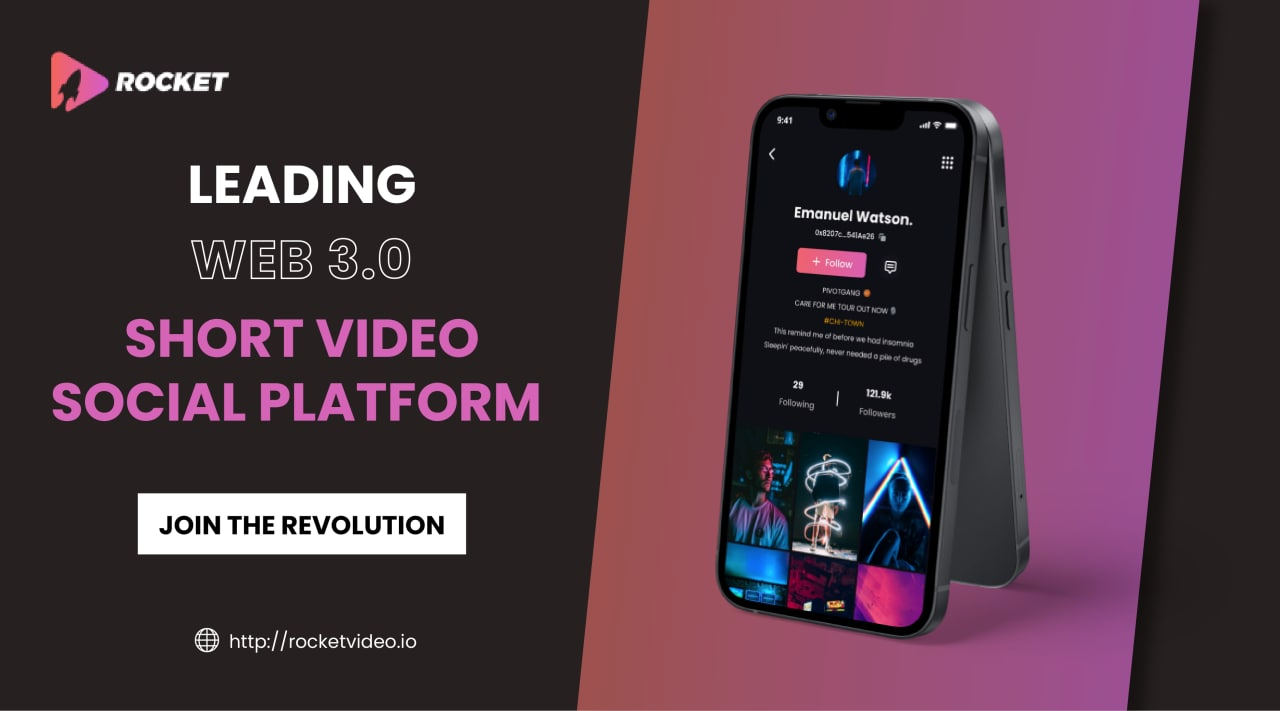 ROCKET
LEADING
WEB 3.0
SHORT VIDEO
SOCIAL PLATFORM
JOIN THE REVOLUTION
http://rocketvideo.io
9:41
Emanuel Watson.
0x8207c...541Ae26
+ Follow
PIVOTGANG
CARE FOR ME TOUR OUT NOW
#CHI-TOWN
This remind me of before we had insomnia
Sleepin' peacefully, never needed a pile of drugs
29
Following
121.9k
Followers